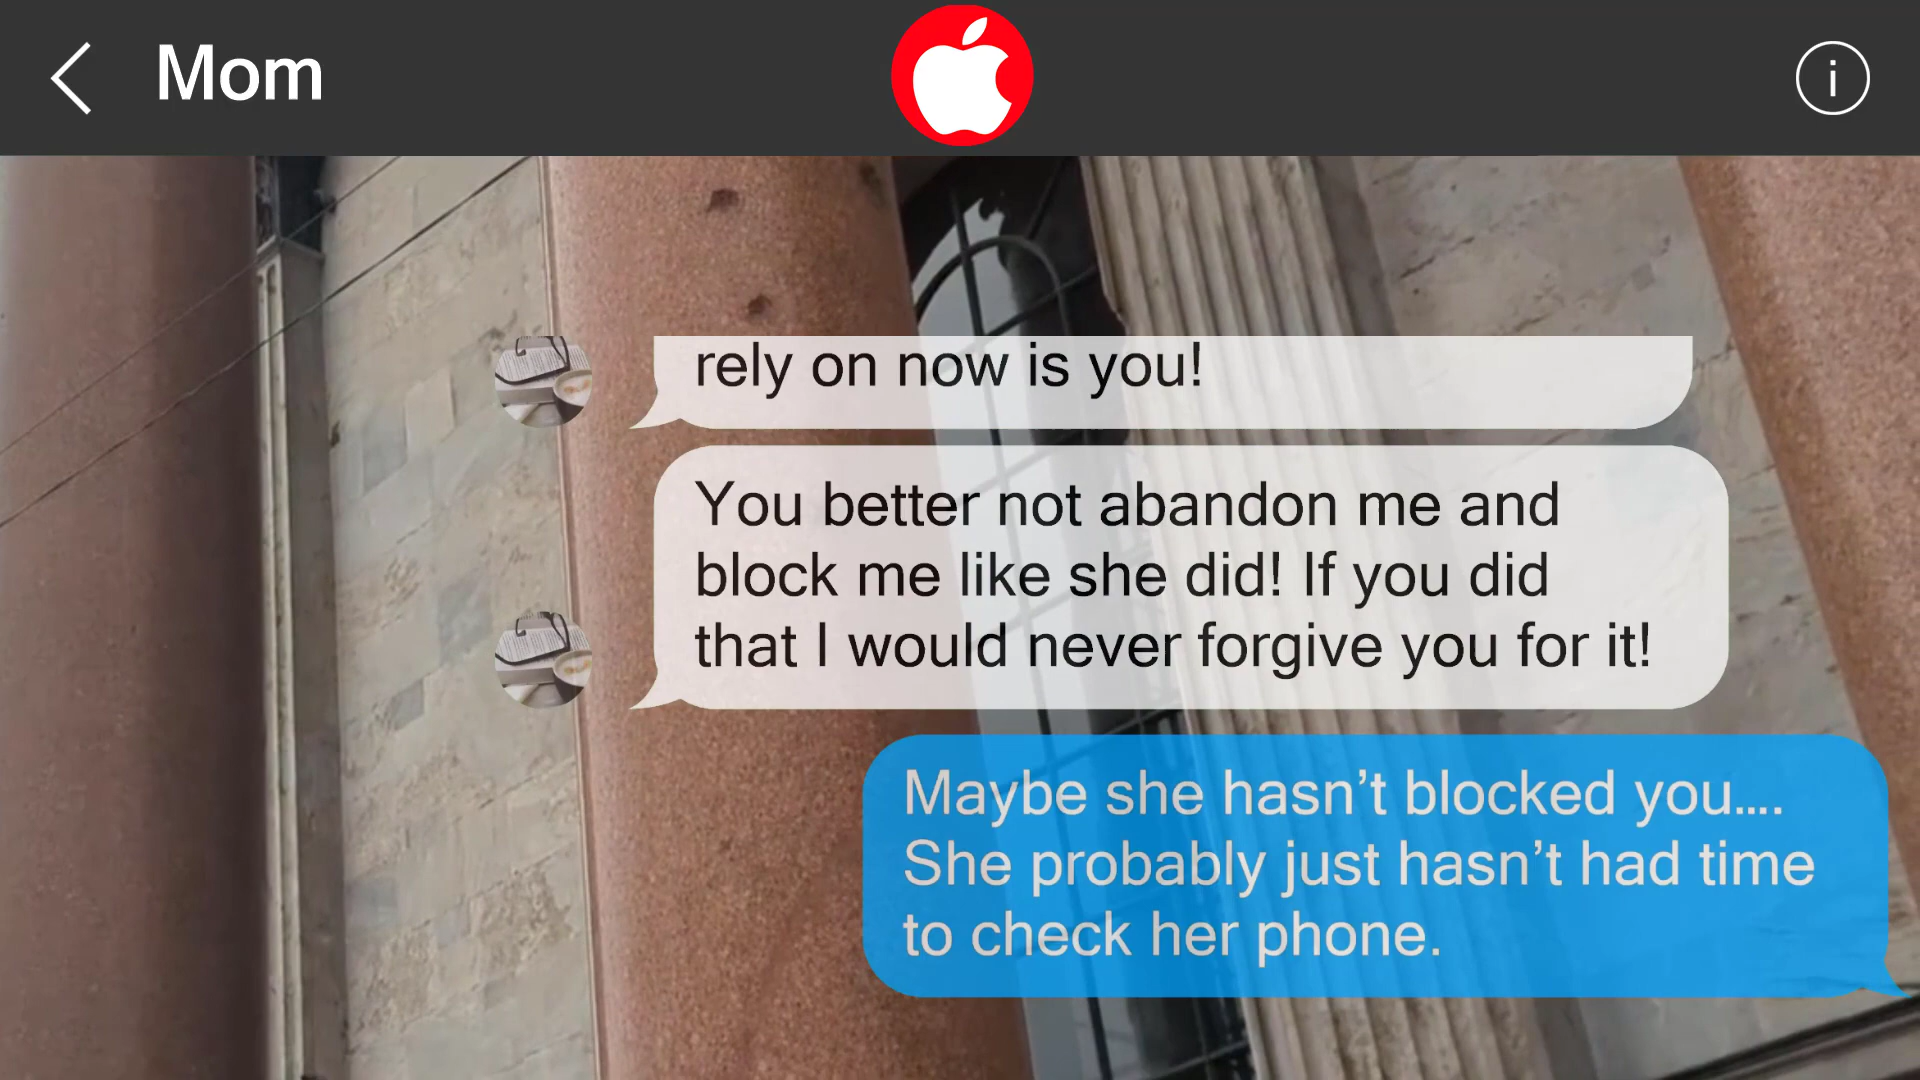 Mom
rely on now is you!
You better not abandon me and
block me like she did! If you did
that I would never forgive you for it!
Maybe she hasn’t blocked you....
She probably just hasn’t had time
to check her phone.